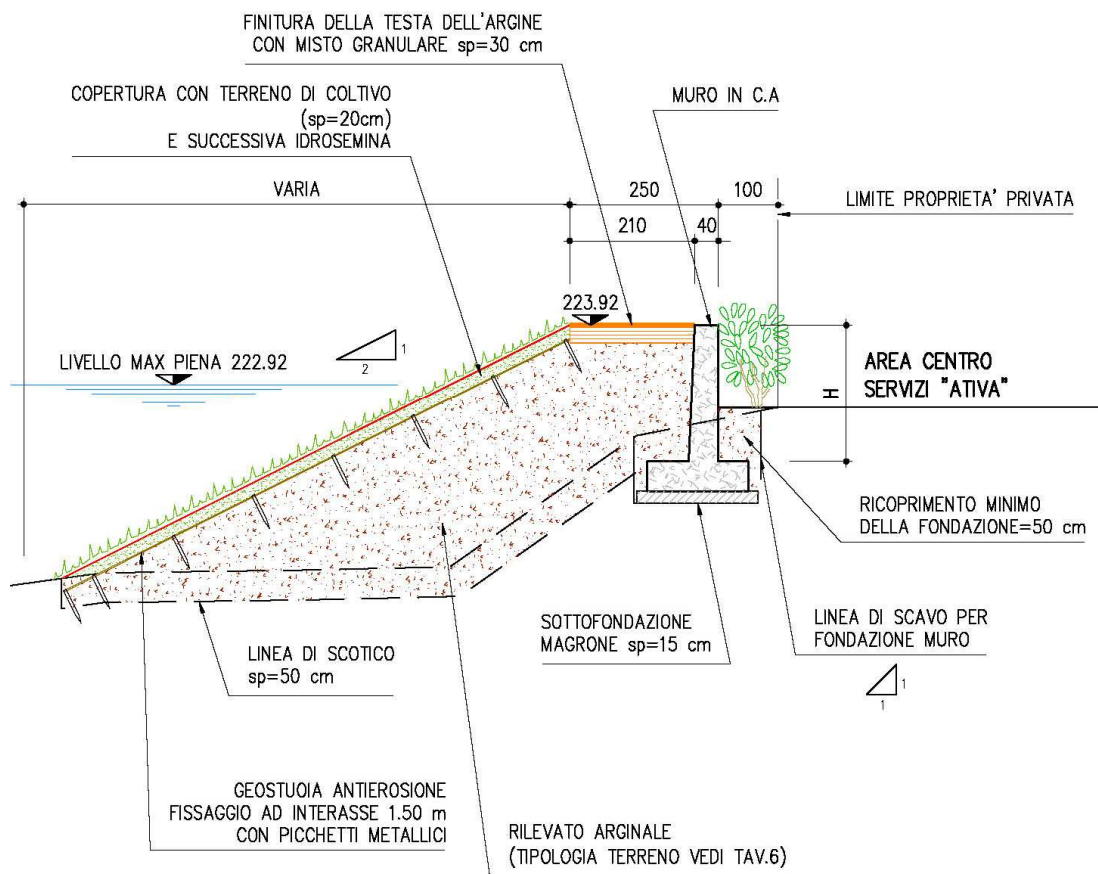 FINITURA DELLA TESTA DELL'ARGINE
CON MISTO GRANULARE sp=30 cm
COPERTURA CON TERRENO DI COLTIVO
(sp=20cm)
E SUCCESSIVA IDROSEMINA
MURO IN C.A
VARIA
250
100
LIMITE PROPRIETA' PRIVATA
210
40
223.92
LIVELLO MAX PIENA 222.92
1
2
H
AREA CENTRO
SERVIZI "ATIVA"
RICOPRIMENTO MINIMO
DELLA FONDAZIONE=50 cm
SOTTOFONDAZIONE
MAGRONE sp=15 cm
LINEA DI SCAVO PER
FONDAZIONE MURO
1
1
LINEA DI SCOTICO
sp=50 cm
GEOSTUOIA ANTIEROSIONE
FISSAGGIO AD INTERASSE 1.50 m
CON PICCHETTI METALLICI
RILEVATO ARGINALE
(TIPOLOGIA TERRENO VEDI TAV.6)